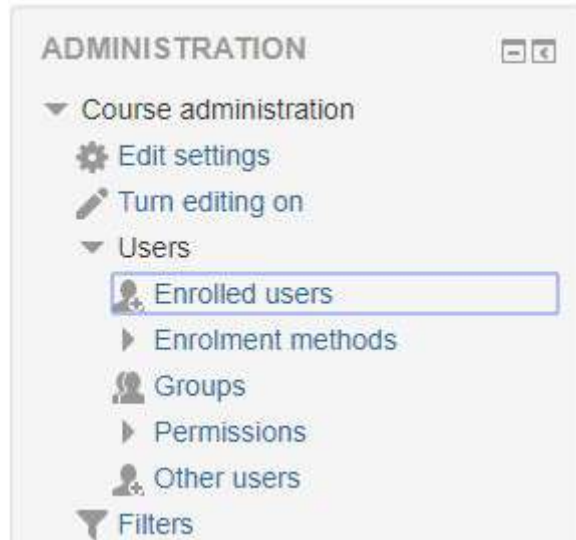 ADMINISTRATION
Course administration
Edit settings
Turn editing on
Users
Enrolled users
Enrolment methods
Groups
Permissions
Other users
Filters